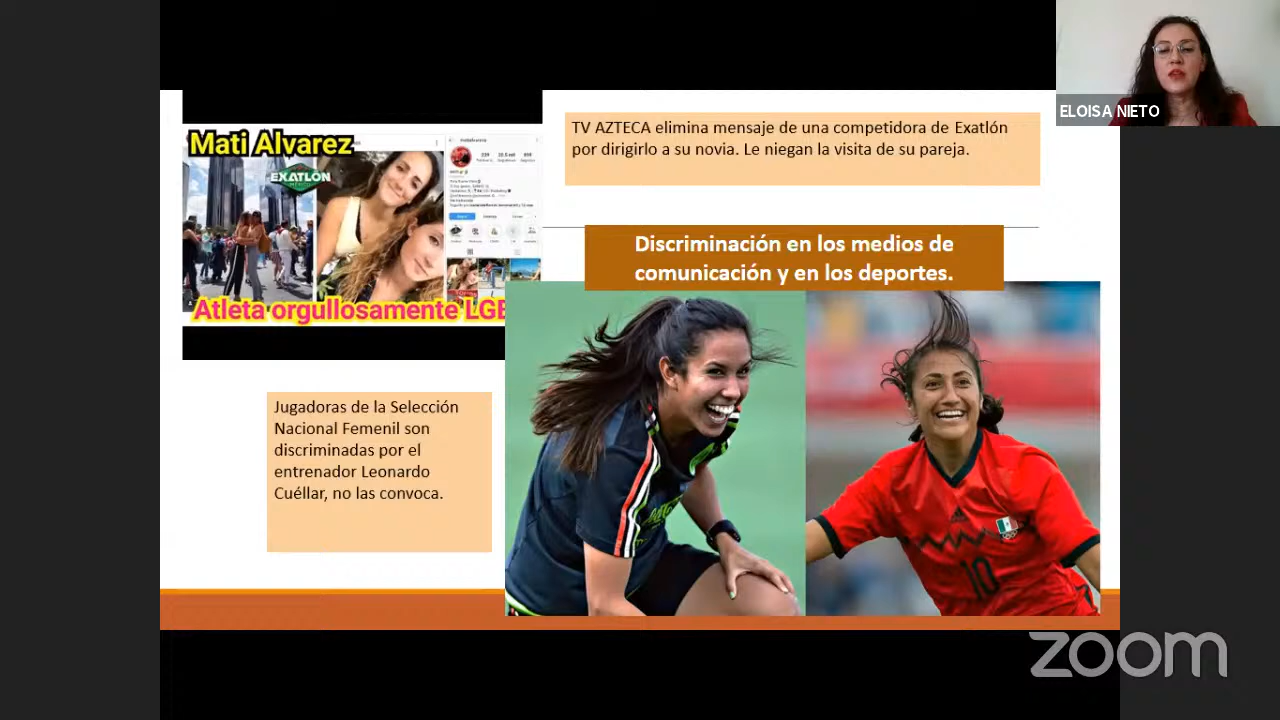 Mati Alvarez
EXATLÓN
MÉXICO
Atleta orgullosamente LGB
TV AZTECA elimina mensaje de una competidora de Exatlón
por dirigirlo a su novia. Le niegan la visita de su pareja.
ELOISA NIETO
Discriminación en los medios de
comunicación y en los deportes.
Jugadoras de la Selección
Nacional Femenil son
discriminadas por el
entrenador Leonardo
Cuéllar, no las convoca.
10
zoom